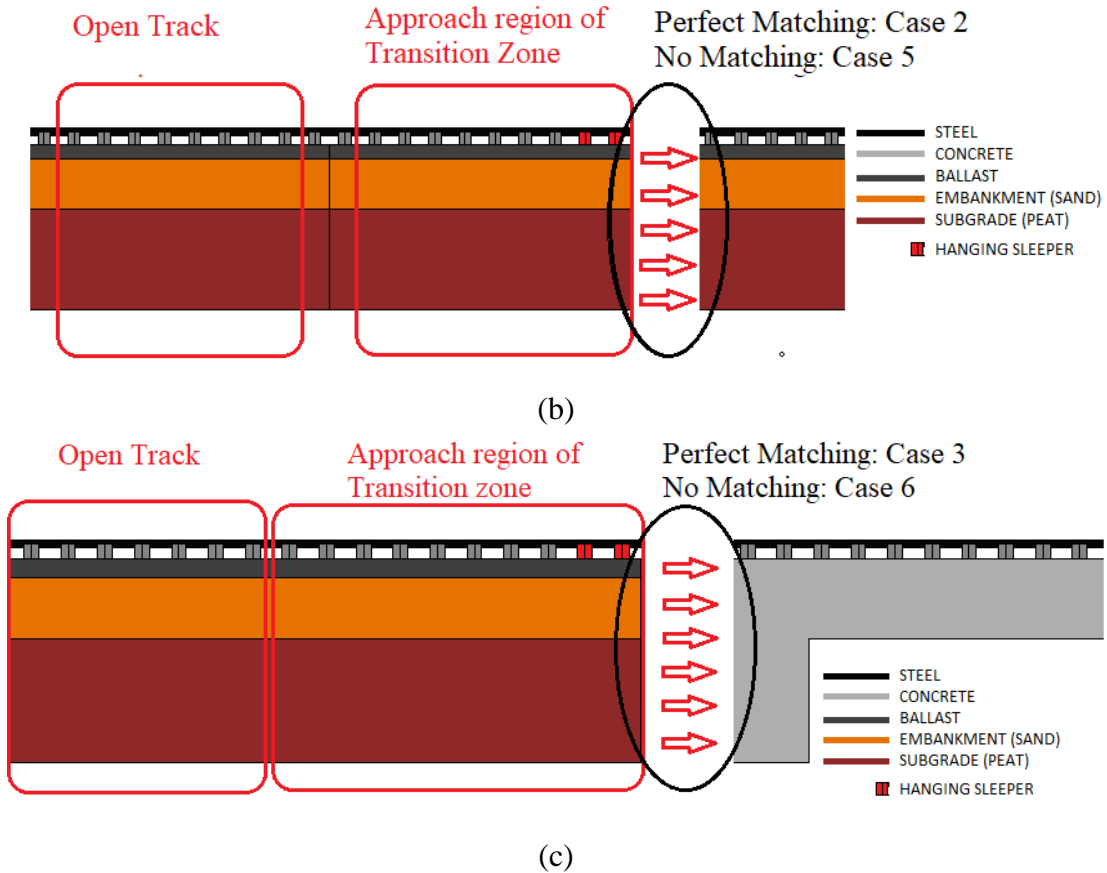 Open Track
Approach region of
Transition Zone
Perfect Matching: Case 2
No Matching: Case 5
STEEL
CONCRETE
BALLAST
EMBANKMENT (SAND)
SUBGRADE (PEAT)
HANGING SLEEPER
(b)
Open Track
Approach region of
Transition zone
Perfect Matching: Case 3
No Matching: Case 6
STEEL
CONCRETE
BALLAST
EMBANKMENT (SAND)
SUBGRADE (PEAT)
HANGING SLEEPER
(c)